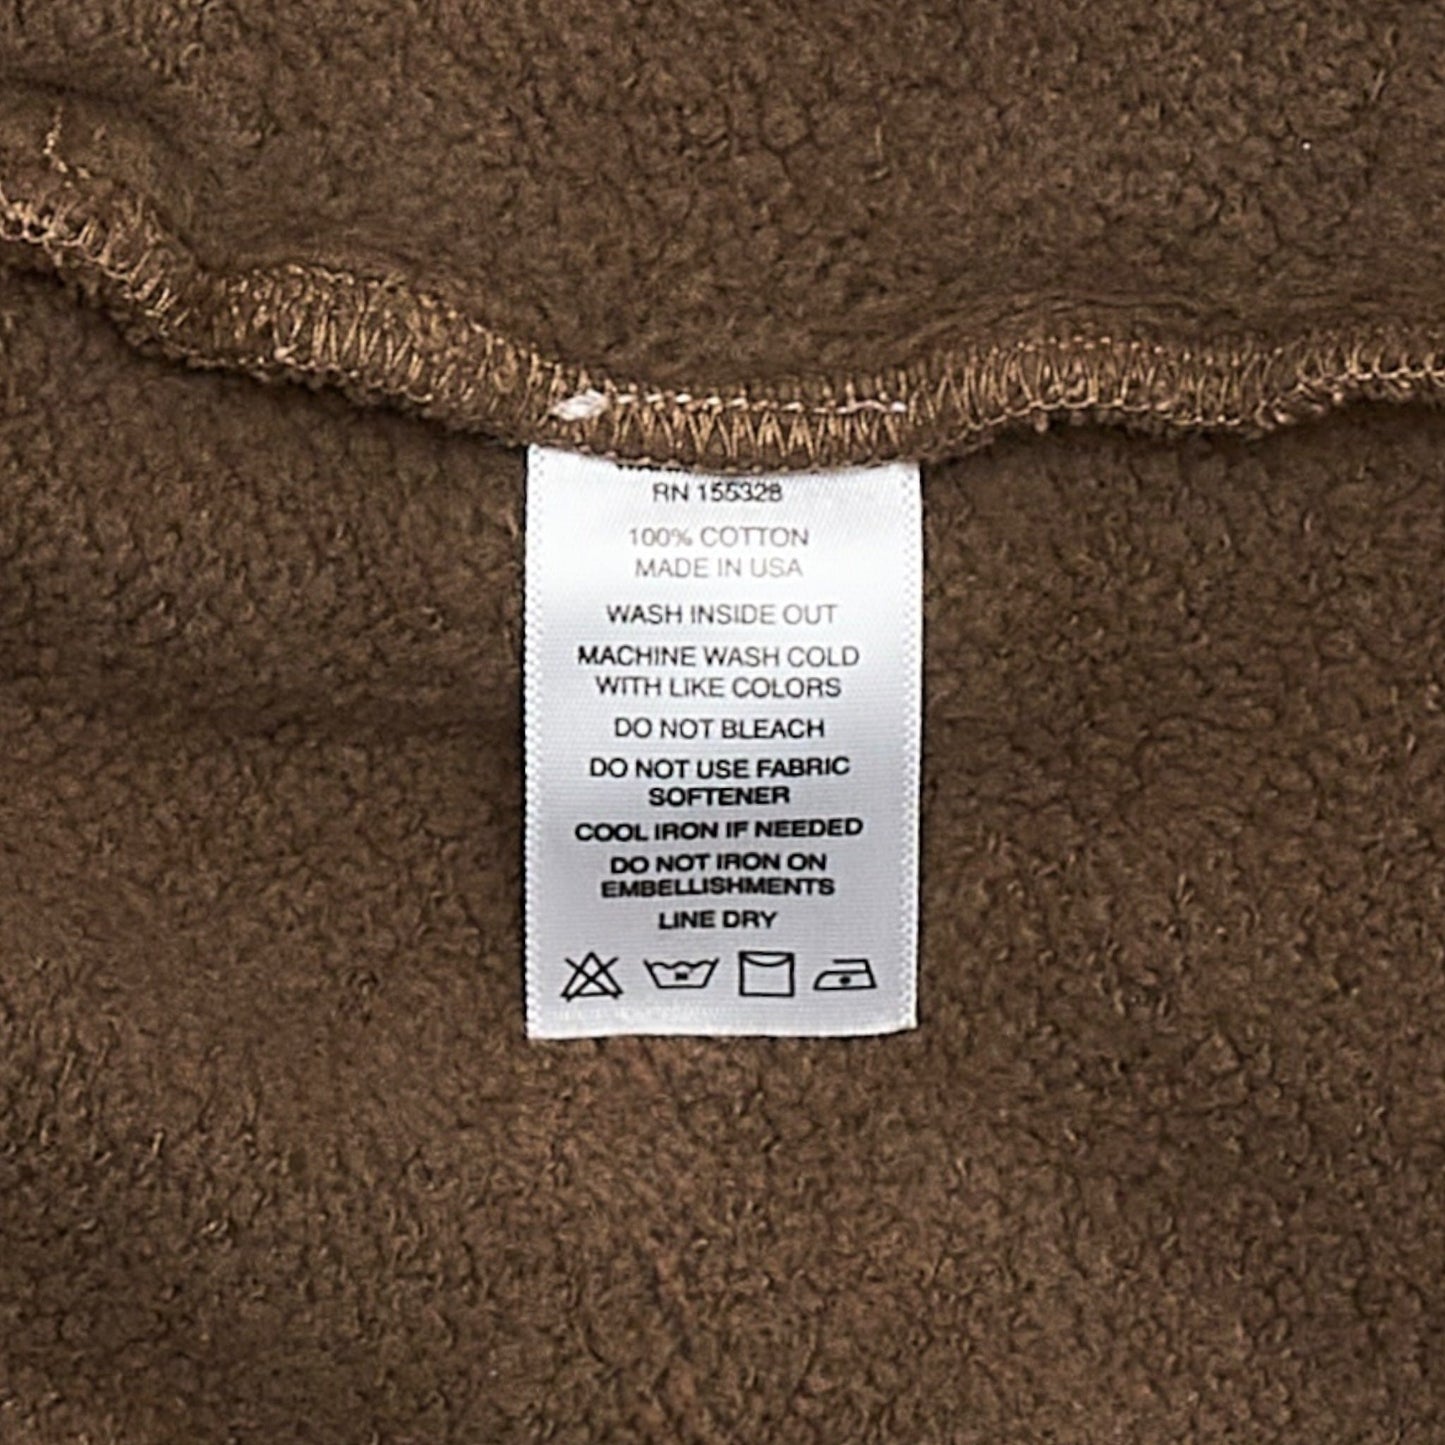 RN 155328
100% COTTON
MADE IN USA
WASH INSIDE OUT
MACHINE WASH COLD
WITH LIKE COLORS
DO NOT BLEACH
DO NOT USE FABRIC
SOFTENER
COOL IRON IF NEEDED
DO NOT IRON ON
EMBELLISHMENTS
LINE DRY